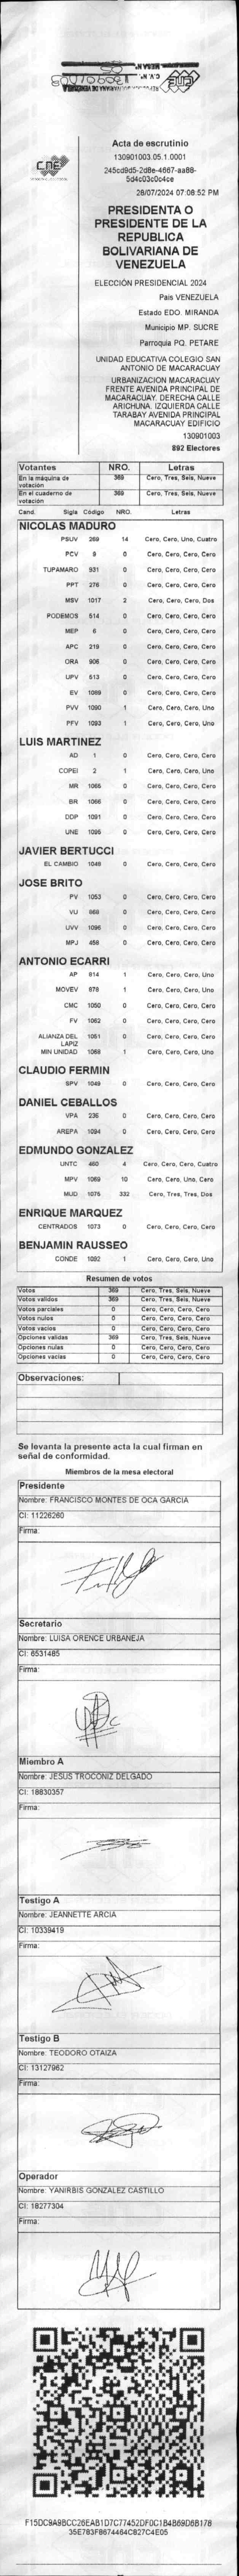 CNE
Acta de escrutinio
130901003.05.1.0001
245cd9d5-2d8e-4667-aa88-
5d4c03c0c4ce
28/07/2024 07:08:52 PM
PRESIDENTA O
PRESIDENTE DE LA
REPUBLICA
BOLIVARIANA DE
VENEZUELA
ELECCIÓN PRESIDENCIAL 2024
Pais VENEZUELA
Estado EDO. MIRANDA
Municipio MP. SUCRE
Parroquia PQ. PETARE
UNIDAD EDUCATIVA COLEGIO SAN
ANTONIO DE MACARACUAY
URBANIZACION MACARACUAY
FRENTE AVENIDA PRINCIPAL DE
MACARACUAY. DERECHA CALLE
ARICHUNA. IZQUIERDA CALLE
TARABAY AVENIDA PRINCIPAL
MACARACUAY EDIFICIO
130901003
892 Electores
Votantes NRO. Letras
En la máquina de votación 369 Cero, Tres, Seis, Nueve
En el cuaderno de votación 369 Cero, Tres, Seis, Nueve
Cand. Sigla Código NRO. Letras
NICOLAS MADURO
PSUV 269 14 Cero, Cero, Uno, Cuatro
PCV 9 0 Cero, Cero, Cero, Cero
TUPAMARO 931 0 Cero, Cero, Cero, Cero
PPT 276 0 Cero, Cero, Cero, Cero
MSV 1017 2 Cero, Cero, Cero, Dos
PODEMOS 514 0 Cero, Cero, Cero, Cero
MEP 6 0 Cero, Cero, Cero, Cero
APC 219 0 Cero, Cero, Cero, Cero
ORA 906 0 Cero, Cero, Cero, Cero
UPV 513 0 Cero, Cero, Cero, Cero
EV 1089 0 Cero, Cero, Cero, Cero
PVV 1090 1 Cero, Cero, Cero, Uno
PFV 1093 1 Cero, Cero, Cero, Uno
LUIS MARTINEZ
AD 1 0 Cero, Cero, Cero, Cero
COPEI 2 1 Cero, Cero, Cero, Uno
MR 1065 0 Cero, Cero, Cero, Cero
BR 1066 0 Cero, Cero, Cero, Cero
DDP 1091 0 Cero, Cero, Cero, Cero
UNE 1095 0 Cero, Cero, Cero, Cero
JAVIER BERTUCCI
EL CAMBIO 1048 0 Cero, Cero, Cero, Cero
JOSE BRITO
PV 1053 0 Cero, Cero, Cero, Cero
VU 868 0 Cero, Cero, Cero, Cero
UVV 1096 0 Cero, Cero, Cero, Cero
MPJ 458 0 Cero, Cero, Cero, Cero
ANTONIO ECARRI
AP 814 1 Cero, Cero, Cero, Uno
MOVEV 878 1 Cero, Cero, Cero, Uno
CMC 1050 0 Cero, Cero, Cero, Cero
FV 1062 0 Cero, Cero, Cero, Cero
ALIANZA DEL LAPIZ 1051 0 Cero, Cero, Cero, Cero
MIN UNIDAD 1068 1 Cero, Cero, Cero, Uno
CLAUDIO FERMIN
SPV 1049 0 Cero, Cero, Cero, Cero
DANIEL CEBALLOS
VPA 236 0 Cero, Cero, Cero, Cero
AREPA 1094 0 Cero, Cero, Cero, Cero
EDMUNDO GONZALEZ
UNTC 460 4 Cero, Cero, Cero, Cuatro
MPV 1069 10 Cero, Cero, Uno, Cero
MUD 1075 332 Cero, Tres, Tres, Dos
ENRIQUE MARQUEZ
CENTRADOS 1073 0 Cero, Cero, Cero, Cero
BENJAMIN RAUSSEO
CONDE 1092 1 Cero, Cero, Cero, Uno
Resumen de votos
Votos 369 Cero, Tres, Seis, Nueve
Votos validos 369 Cero, Tres, Seis, Nueve
Votos parciales 0 Cero, Cero, Cero, Cero
Votos nulos 0 Cero, Cero, Cero, Cero
Votos vacios 0 Cero, Cero, Cero, Cero
Opciones validas 369 Cero, Tres, Seis, Nueve
Opciones nulas 0 Cero, Cero, Cero, Cero
Opciones vacias 0 Cero, Cero, Cero, Cero
Observaciones:
Se levanta la presente acta la cual firman en
señal de conformidad.
Miembros de la mesa electoral
Presidente
Nombre: FRANCISCO MONTES DE OCA GARCIA
CI: 11226260
Firma:
Secretario
Nombre: LUISA ORENCE URBANEJA
CI: 6531485
Firma:
Miembro A
Nombre: JESUS TROCONIZ DELGADO
CI: 18830357
Firma:
Testigo A
Nombre: JEANNETTE ARCIA
CI: 10339419
Firma:
Testigo B
Nombre: TEODORO OTAIZA
CI: 13127962
Firma:
Operador
Nombre: YANIRBIS GONZALEZ CASTILLO
CI: 18277304
Firma:
F15DC9A9BCC26EAB1D7C77452DF0C1B4B69D6B178
35E783F8674464C827C4E05